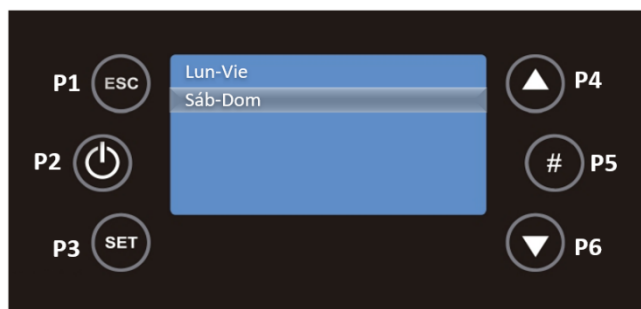 P1 ESC
P2
P3 SET
Lun-Vie
Sáb-Dom
P4
# P5
P6